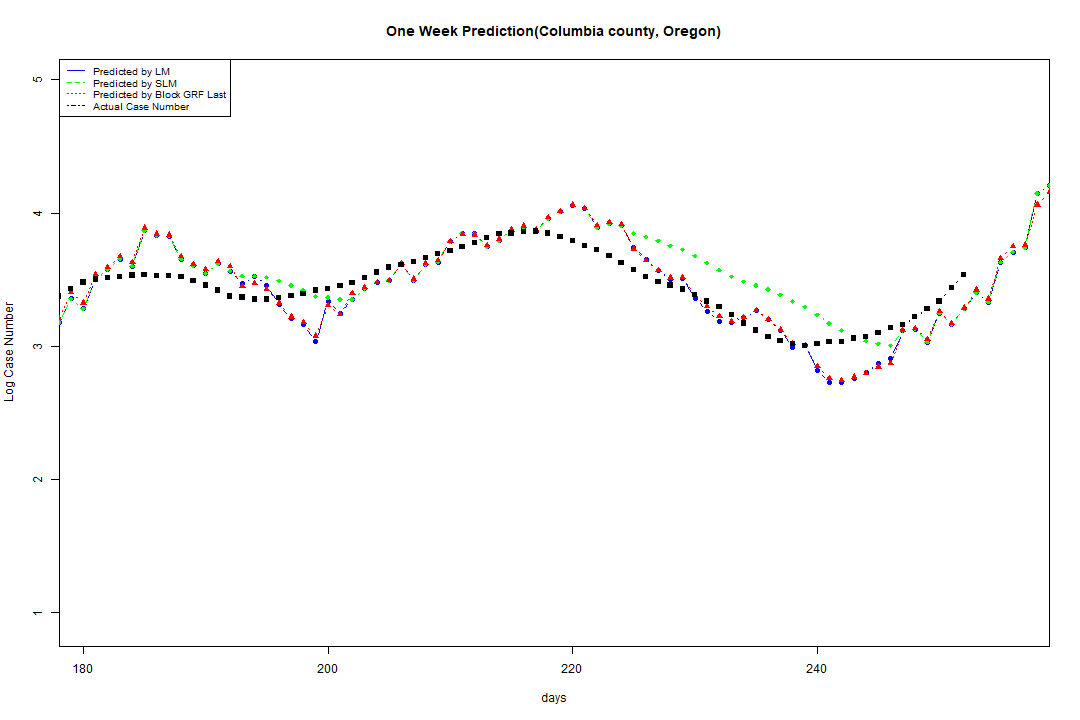 One Week Prediction(Columbia county, Oregon)
Predicted by LM
Predicted by SLM
Predicted by Block GRF Last
Actual Case Number
5
4
3
2
1
Log Case Number
180
200
220
240
days